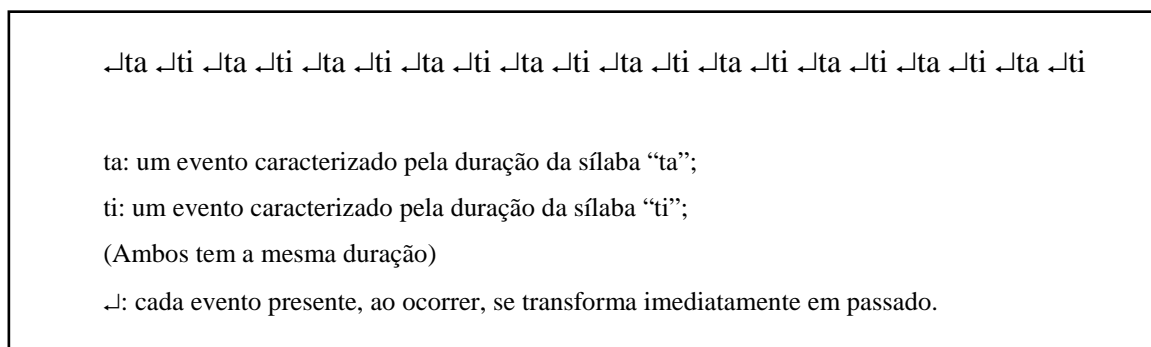 ↵ta ↵ti ↵ta ↵ti ↵ta ↵ti ↵ta ↵ti ↵ta ↵ti ↵ta ↵ti ↵ta ↵ti ↵ta ↵ti ↵ta ↵ti ↵ta ↵ti
ta: um evento caracterizado pela duração da sílaba “ta”;
ti: um evento caracterizado pela duração da sílaba “ti”;
(Ambos tem a mesma duração)
↵: cada evento presente, ao ocorrer, se transforma imediatamente em passado.